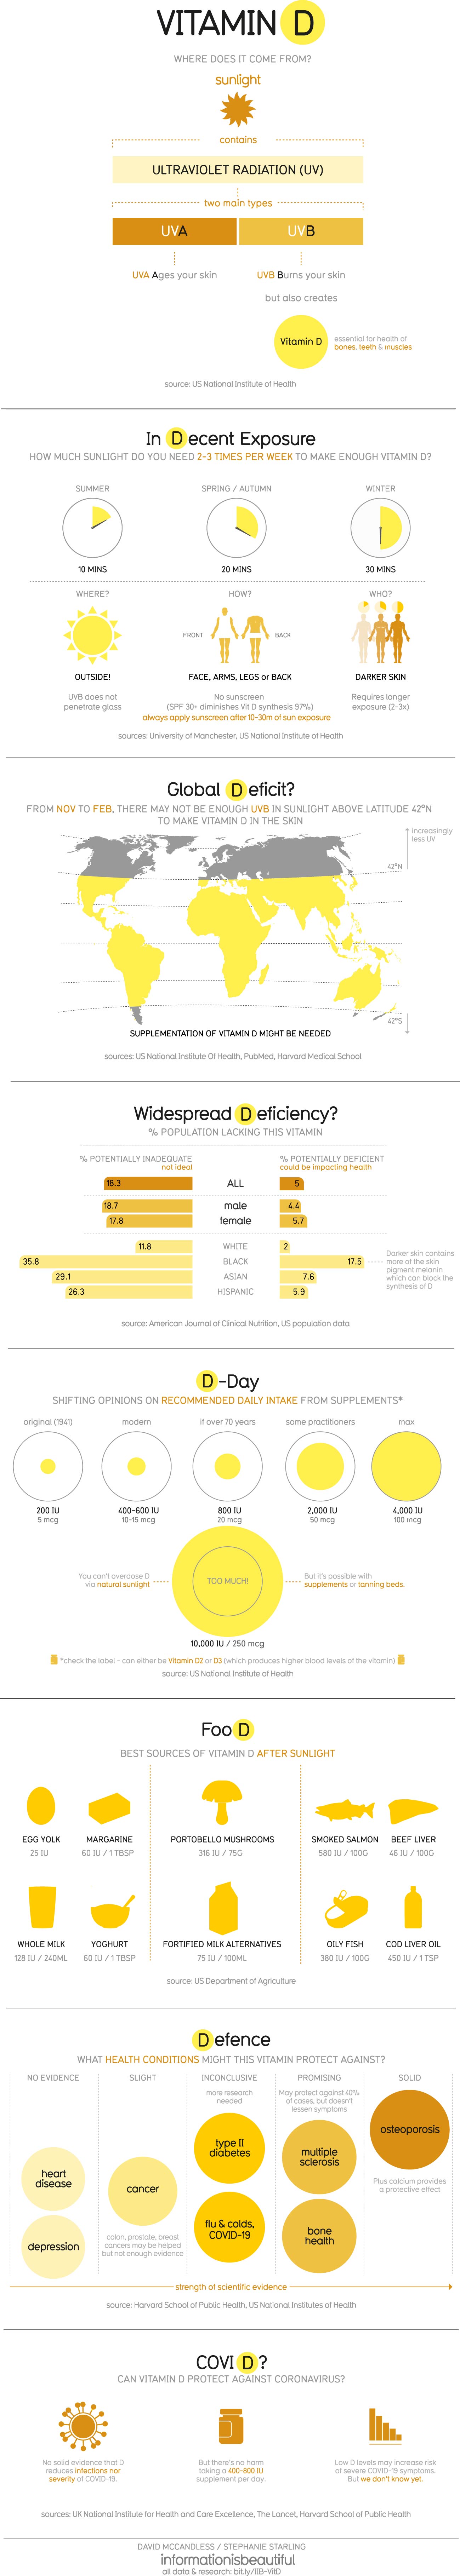 VITAMIN D
WHERE DOES IT COME FROM?
sunlight
contains
ULTRAVIOLET RADIATION (UV)
two main types
UVA
UVB
UVA Ages your skin
UVB Burns your skin
but also creates
Vitamin D
essential for health of
bones, teeth & muscles
source: US National Institute of Health
In Decent Exposure
HOW MUCH SUNLIGHT DO YOU NEED 2-3 TIMES PER WEEK TO MAKE ENOUGH VITAMIN D?
SUMMER
SPRING / AUTUMN
WINTER
10 MINS
20 MINS
30 MINS
WHERE?
HOW?
WHO?
FRONT
BACK
OUTSIDE!
FACE, ARMS, LEGS or BACK
DARKER SKIN
UVB does not
penetrate glass
No sunscreen
(SPF 30+ diminishes Vit D synthesis 97%)
always apply sunscreen after 10-30m of sun exposure
Requires longer
exposure (2-3x)
sources: University of Manchester, US National Institute of Health
Global Deficit?
FROM NOV TO FEB, THERE MAY NOT BE ENOUGH UVB IN SUNLIGHT ABOVE LATITUDE 42°N
TO MAKE VITAMIN D IN THE SKIN
increasingly
less UV
42°N
42°S
SUPPLEMENTATION OF VITAMIN D MIGHT BE NEEDED
sources: US National Institute Of Health, PubMed, Harvard Medical School
Widespread Deficiency?
% POPULATION LACKING THIS VITAMIN
% POTENTIALLY INADEQUATE
not ideal
% POTENTIALLY DEFICIENT
could be impacting health
18.3
ALL
5
18.7
male
4.4
17.8
female
5.7
11.8
WHITE
2
35.8
BLACK
17.5
29.1
ASIAN
7.6
26.3
HISPANIC
5.9
Darker skin contains
more of the skin
pigment melanin
which can block the
synthesis of D
source: American Journal of Clinical Nutrition, US population data
D-Day
SHIFTING OPINIONS ON RECOMMENDED DAILY INTAKE FROM SUPPLEMENTS*
original (1941)
modern
if over 70 years
some practitioners
max
200 IU
5 mcg
400-600 IU
10-15 mcg
800 IU
20 mcg
2,000 IU
50 mcg
4,000 IU
100 mcg
You can't overdose D
via natural sunlight
TOO MUCH!
But it's possible with
supplements or tanning beds.
10,000 IU / 250 mcg
*check the label - can either be Vitamin D2 or D3 (which produces higher blood levels of the vitamin)
source: US National Institute of Health
FooD
BEST SOURCES OF VITAMIN D AFTER SUNLIGHT
EGG YOLK
25 IU
MARGARINE
60 IU / 1 TBSP
PORTOBELLO MUSHROOMS
316 IU / 75G
SMOKED SALMON
580 IU / 100G
BEEF LIVER
46 IU / 100G
WHOLE MILK
128 IU / 240ML
YOGHURT
60 IU / 1 TBSP
FORTIFIED MILK ALTERNATIVES
75 IU / 100ML
OILY FISH
380 IU / 100G
COD LIVER OIL
450 IU / 1 TSP
source: US Department of Agriculture
Defence
WHAT HEALTH CONDITIONS MIGHT THIS VITAMIN PROTECT AGAINST?
NO EVIDENCE
SLIGHT
INCONCLUSIVE
PROMISING
SOLID
more research
needed
May protect against 40%
of cases, but doesn't
lessen symptoms
osteoporosis
Plus calcium provides
a protective effect
type II
diabetes
multiple
sclerosis
heart
disease
cancer
flu & colds,
COVID-19
bone
health
depression
colon, prostate, breast
cancers may be helped
but not enough evidence
strength of scientific evidence
source: Harvard School of Public Health, US National Institutes of Health
COVI D?
CAN VITAMIN D PROTECT AGAINST CORONAVIRUS?
No solid evidence that D
reduces infections nor
severity of COVID-19.
But there's no harm
taking a 400-800 IU
supplement per day.
Low D levels may increase risk
of severe COVID-19 symptoms.
But we don't know yet.
sources: UK National Institute for Health and Care Excellence, The Lancet, Harvard School of Public Health
DAVID MCCANDLESS / STEPHANIE STARLING
informationisbeautiful
all data & research: bit.ly/IIB-VitD